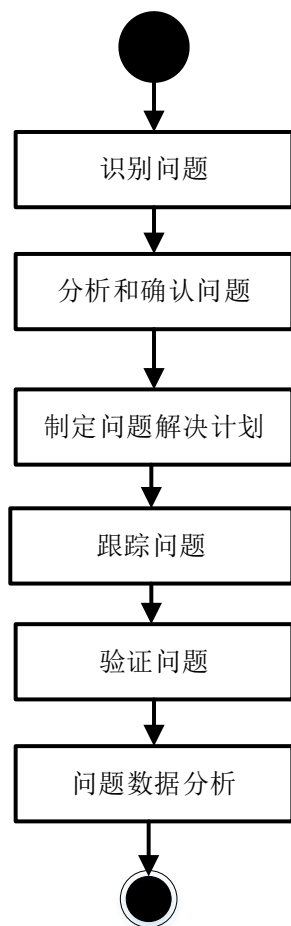 识别问题
分析和确认问题
制定问题解决计划
跟踪问题
验证问题
问题数据分析